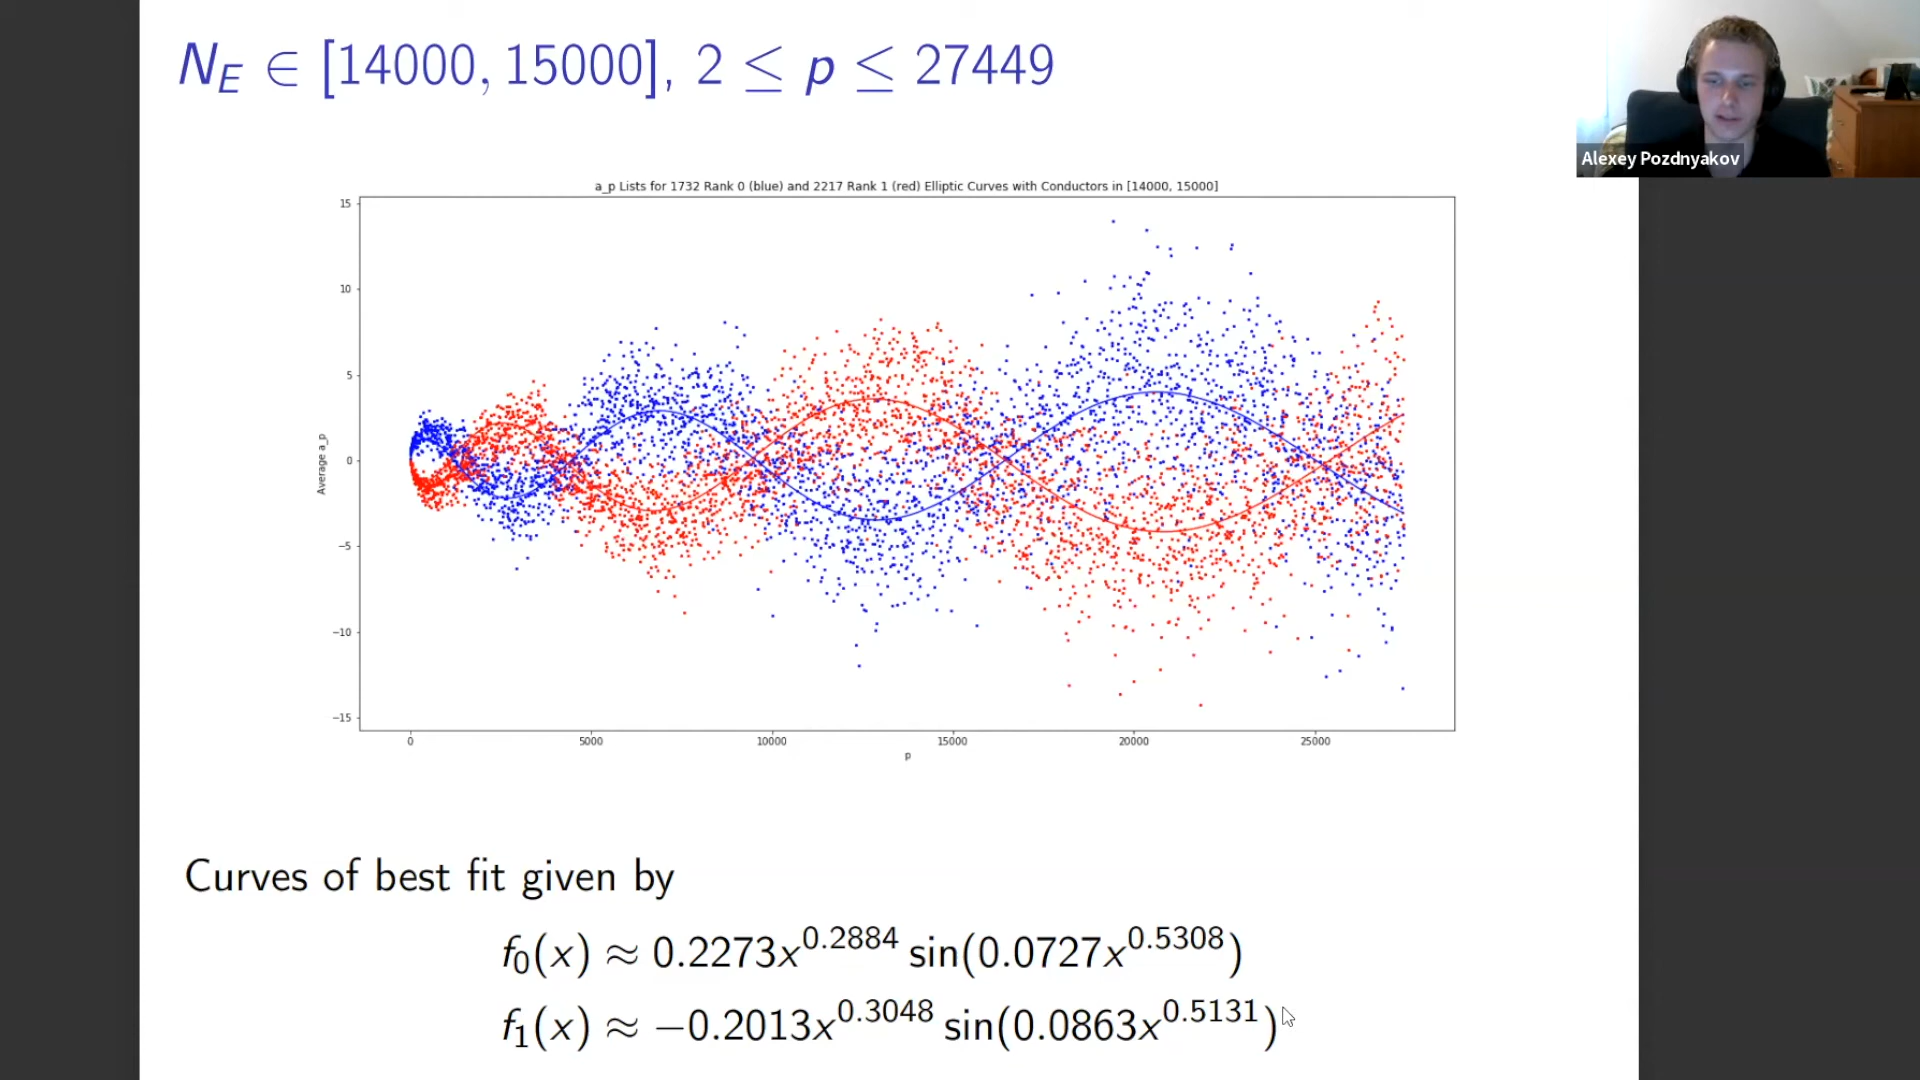 N_E ∈ [14000, 15000], 2 ≤ p ≤ 27449
Alexey Pozdnyakov
a_p Lists for 1732 Rank 0 (blue) and 2217 Rank 1 (red) Elliptic Curves with Conductors in [14000, 15000]
15
10
5
0
−5
−10
−15
Average a_p
0 5000 10000 15000 20000 25000
p
Curves of best fit given by
f₀(x) ≈ 0.2273x^0.2884 sin(0.0727x^0.5308)
f₁(x) ≈ −0.2013x^0.3048 sin(0.0863x^0.5131)